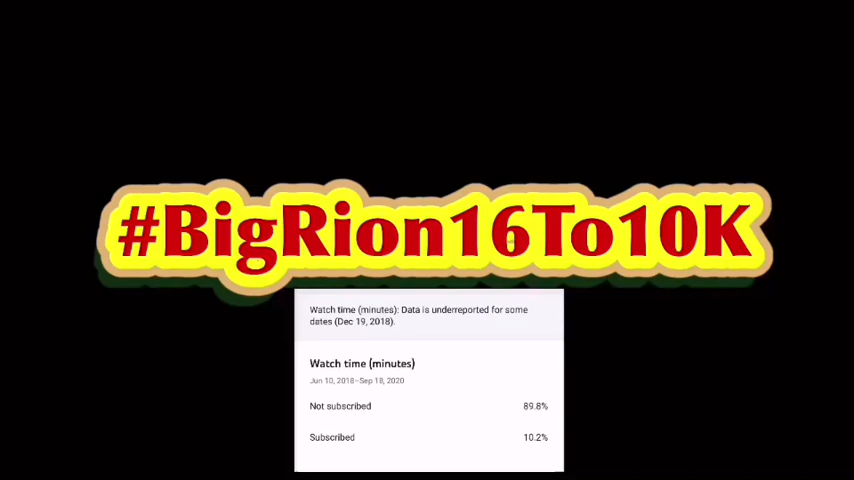 #BigRion16To10K
Watch time (minutes): Data is underreported for some
dates (Dec 19, 2018).
Watch time (minutes)
Jun 10, 2018–Sep 18, 2020
Not subscribed 89.8%
Subscribed 10.2%